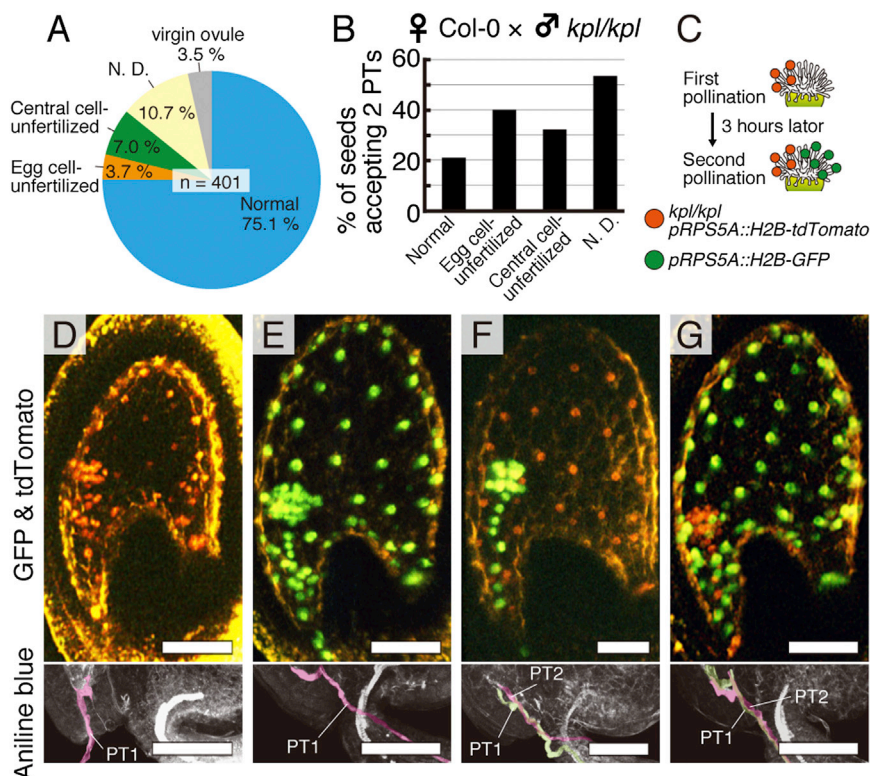 A
virgin ovule
3.5 %
N. D.
10.7 %
Central cell-
unfertilized
7.0 %
Egg cell-
unfertilized
3.7 %
n = 401
Normal
75.1 %
B
♀ Col-0 × ♂ kpl/kpl
% of seeds
accepting 2 PTs
60
40
20
0
Normal
Egg cell-
unfertilized
Central cell-
unfertilized
N. D.
C
First
pollination
3 hours later
Second
pollination
kpl/kpl
pRPS5A::H2B-tdTomato
pRPS5A::H2B-GFP
GFP & tdTomato
D
E
F
G
Aniline blue
PT1
PT1
PT2
PT1
PT2
PT1